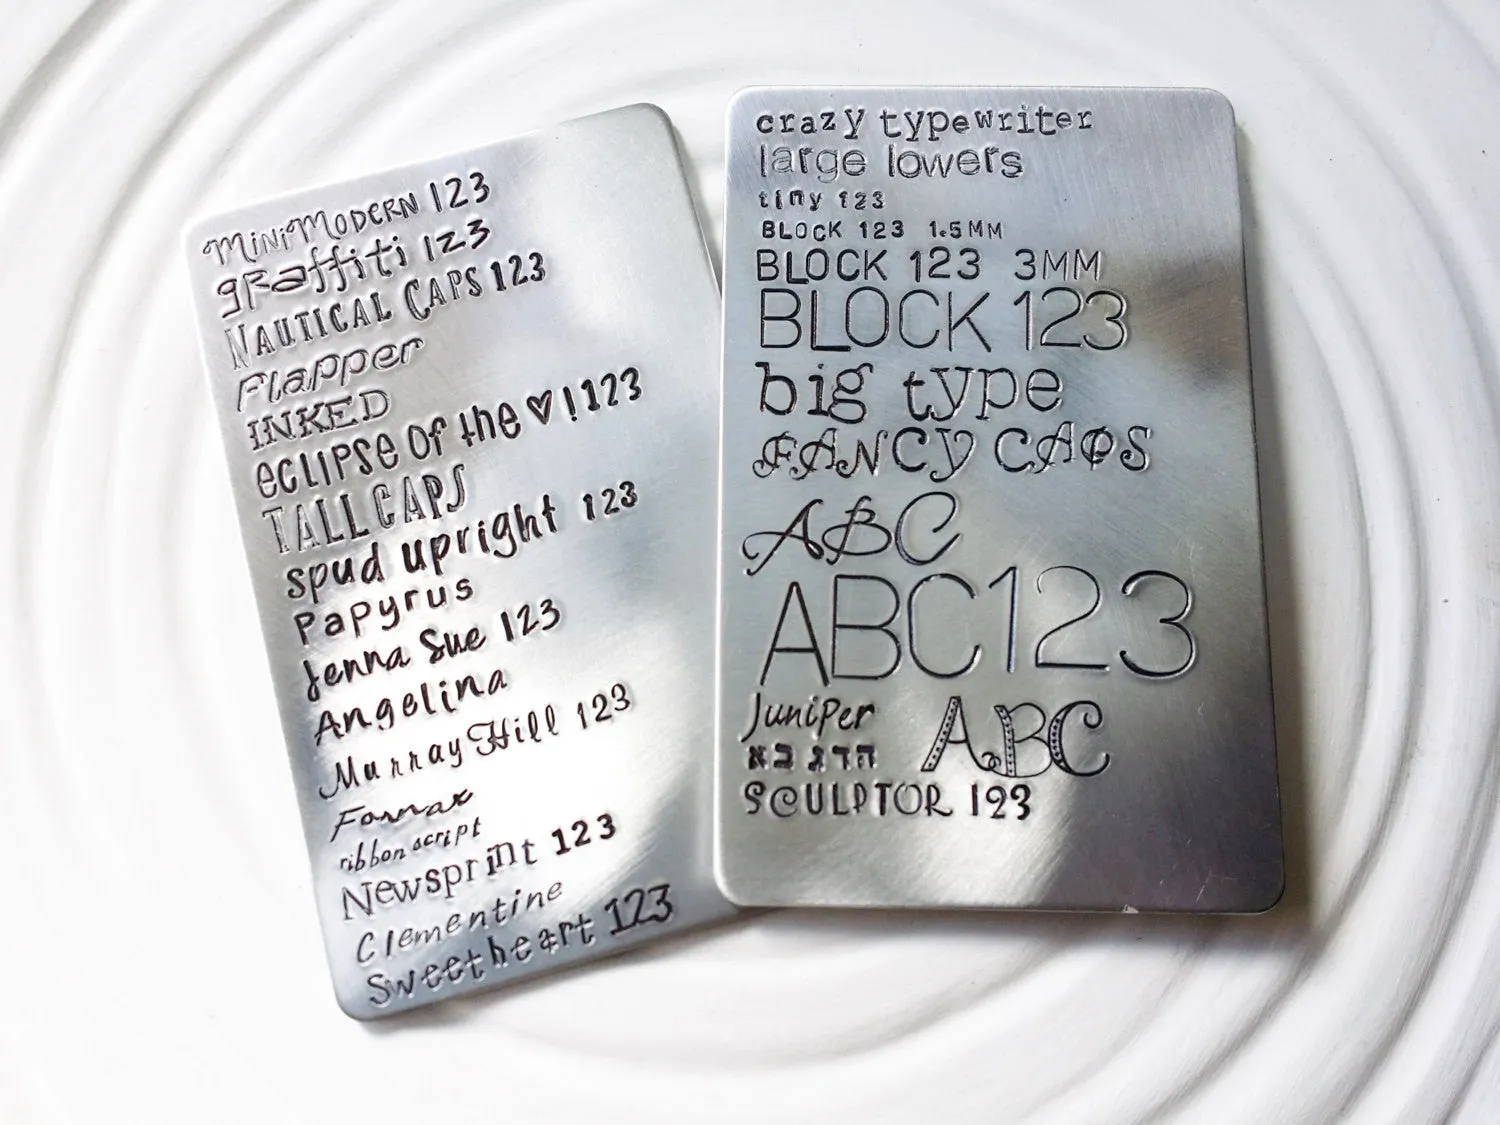 MiniModern 123
graffiti 123
Nautical Caps 123
Flapper
INKED
eclipse of the ♡!123
TALL CAPS
spud upright 123
Papyrus
Jenna Sue 123
Angelina
Murray Hill 123
Fornax
ribbon script
Newsprint 123
Clementine
Sweetheart 123
crazy typewriter
large lowers
tiny 123
BLOCK 123 1.5MM
BLOCK 123 3MM
BLOCK 123
big type
FANCY CAPS
ABC
ABC123
Juniper ABC
א ב ג ד ה
SCULPTOR 123